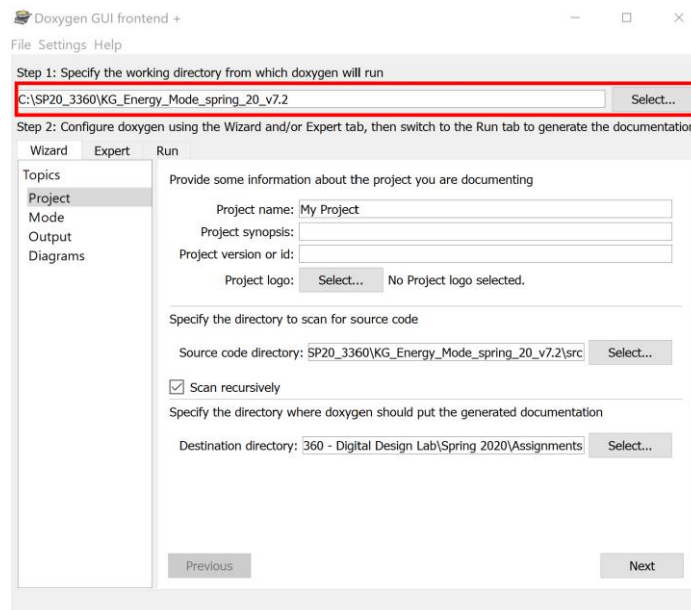 Doxygen GUI frontend +
File Settings Help
Step 1: Specify the working directory from which doxygen will run
C:\SP20_3360\KG_Energy_Mode_spring_20_v7.2 Select...
Step 2: Configure doxygen using the Wizard and/or Expert tab, then switch to the Run tab to generate the documentation
Wizard Expert Run
Topics
Project
Mode
Output
Diagrams
Provide some information about the project you are documenting
Project name: My Project
Project synopsis:
Project version or id:
Project logo: Select... No Project logo selected.
Specify the directory to scan for source code
Source code directory: SP20_3360\KG_Energy_Mode_spring_20_v7.2\src Select...
Scan recursively
Specify the directory where doxygen should put the generated documentation
Destination directory: 360 - Digital Design Lab\Spring 2020\Assignments Select...
Previous Next